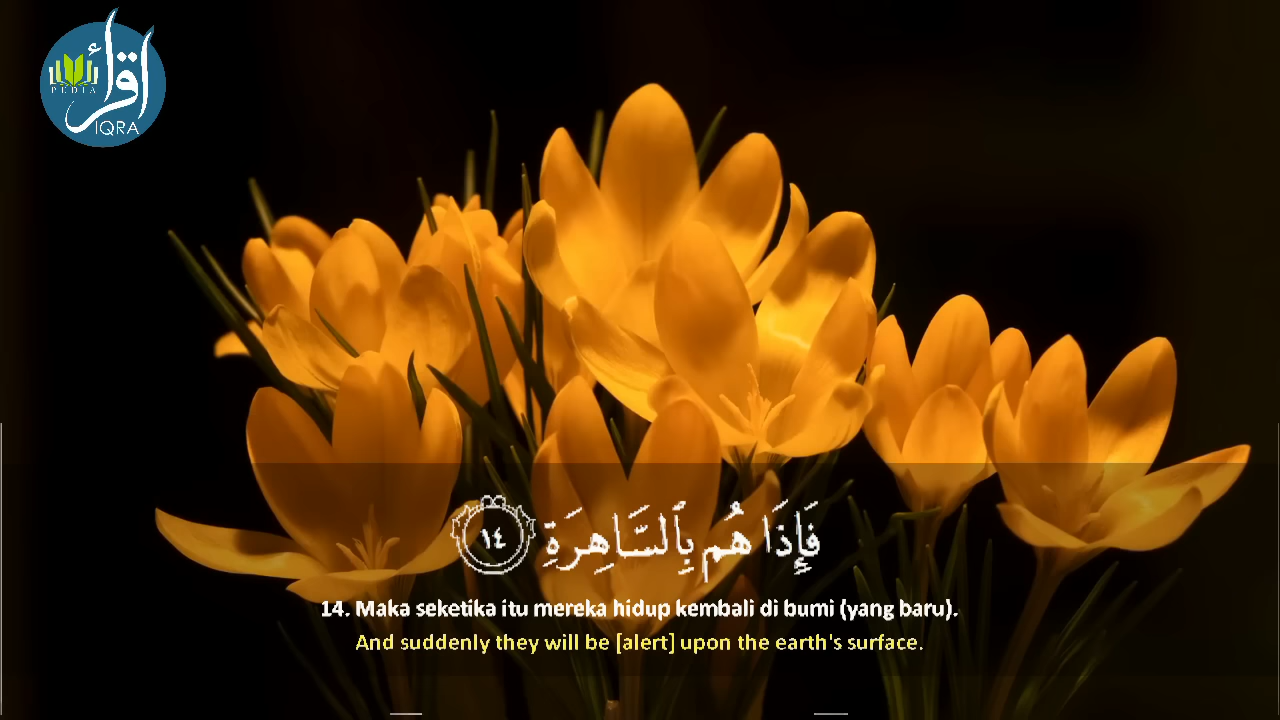 اقرأ
PEDIA
IQRA
فَإِذَا هُم بِٱلسَّاهِرَةِ ١٤
14. Maka seketika itu mereka hidup kembali di bumi (yang baru).
And suddenly they will be [alert] upon the earth's surface.